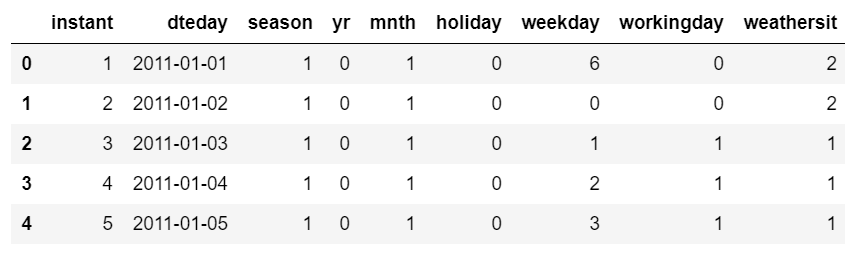 instant dteday season yr mnth holiday weekday workingday weathersit
0 1 2011-01-01 1 0 1 0 6 0 2
1 2 2011-01-02 1 0 1 0 0 0 2
2 3 2011-01-03 1 0 1 0 1 1 1
3 4 2011-01-04 1 0 1 0 2 1 1
4 5 2011-01-05 1 0 1 0 3 1 1